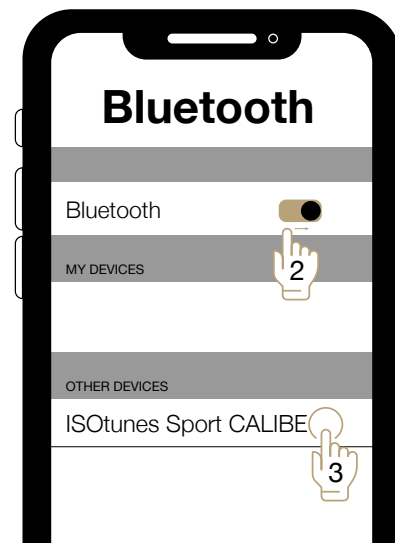 Bluetooth
Bluetooth
2
MY DEVICES
OTHER DEVICES
ISOtunes Sport CALIBE
3